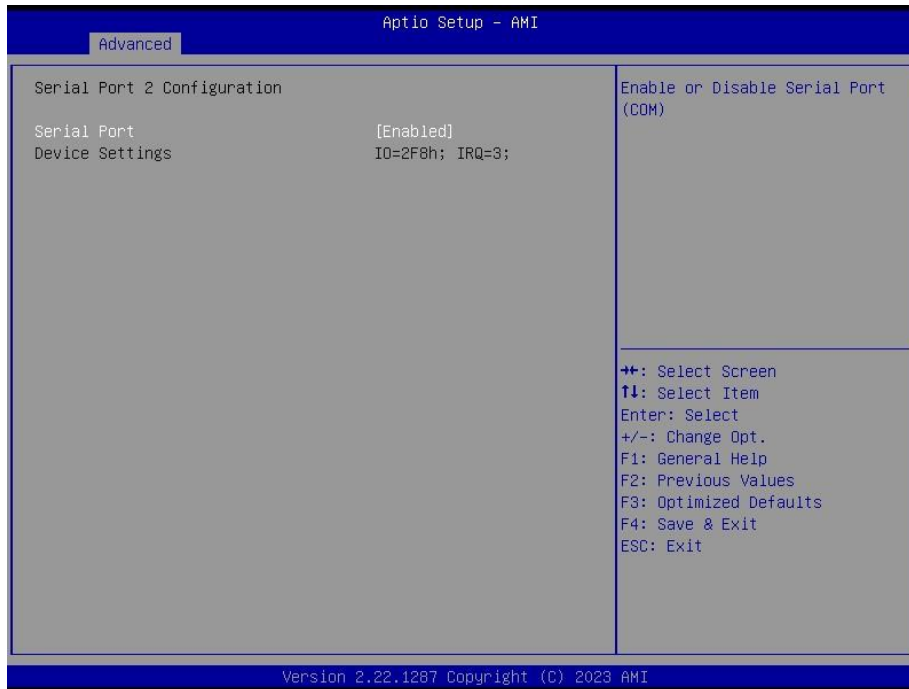 Aptio Setup - AMI
Advanced
Serial Port 2 Configuration
Serial Port [Enabled]
Device Settings IO=2F8h; IRQ=3;
Enable or Disable Serial Port
(COM)
→←: Select Screen
↑↓: Select Item
Enter: Select
+/-: Change Opt.
F1: General Help
F2: Previous Values
F3: Optimized Defaults
F4: Save & Exit
ESC: Exit
Version 2.22.1287 Copyright (C) 2023 AMI